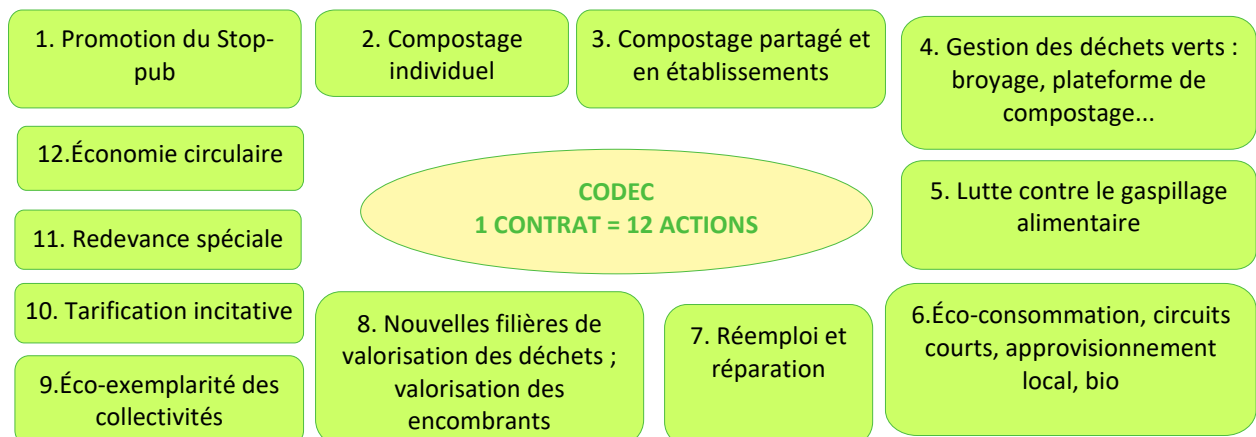 1. Promotion du Stop-
pub
2. Compostage
individuel
3. Compostage partagé et
en établissements
4. Gestion des déchets verts :
broyage, plateforme de
compostage...
12.Économie circulaire
CODEC
1 CONTRAT = 12 ACTIONS
5. Lutte contre le gaspillage
alimentaire
11. Redevance spéciale
10. Tarification incitative
8. Nouvelles filières de
valorisation des déchets ;
valorisation des
encombrants
7. Réemploi et
réparation
6.Éco-consommation, circuits
courts, approvisionnement
local, bio
9.Éco-exemplarité des
collectivités